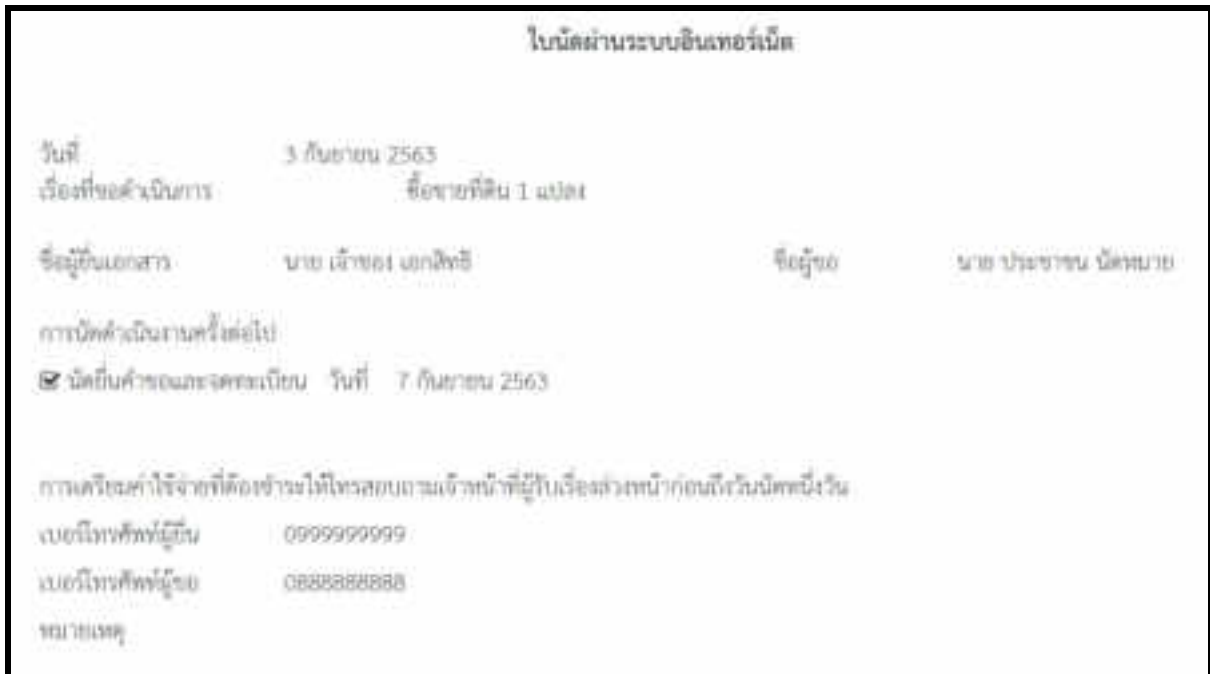 ใบนัดผ่านระบบอินเทอร์เน็ต
วันที่ 3 กันยายน 2563
เรื่องที่ขอดำเนินการ ซื้อขายที่ดิน 1 แปลง
ชื่อผู้ยื่นเอกสาร นาย เจ้าของ เอกสิทธิ ชื่อผู้ขอ นาย ประชาชน นัดหมาย
การนัดดำเนินงานครั้งต่อไป
☑ นัดยื่นคำขอและจดทะเบียน วันที่ 7 กันยายน 2563
การเตรียมค่าใช้จ่ายที่ต้องชำระให้โทรสอบถามเจ้าหน้าที่ผู้รับเรื่องล่วงหน้าก่อนถึงวันนัดหนึ่งวัน
เบอร์โทรศัพท์ผู้ยื่น 0999999999
เบอร์โทรศัพท์ผู้ขอ 0888888888
หมายเหตุ